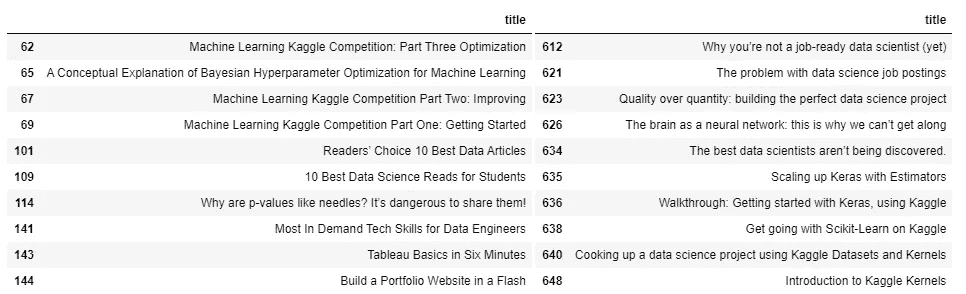 title
62 Machine Learning Kaggle Competition: Part Three Optimization
65 A Conceptual Explanation of Bayesian Hyperparameter Optimization for Machine Learning
67 Machine Learning Kaggle Competition Part Two: Improving
69 Machine Learning Kaggle Competition Part One: Getting Started
101 Readers’ Choice 10 Best Data Articles
109 10 Best Data Science Reads for Students
114 Why are p-values like needles? It’s dangerous to share them!
141 Most In Demand Tech Skills for Data Engineers
143 Tableau Basics in Six Minutes
144 Build a Portfolio Website in a Flash
title
612 Why you’re not a job-ready data scientist (yet)
621 The problem with data science job postings
623 Quality over quantity: building the perfect data science project
626 The brain as a neural network: this is why we can’t get along
634 The best data scientists aren’t being discovered.
635 Scaling up Keras with Estimators
636 Walkthrough: Getting started with Keras, using Kaggle
638 Get going with Scikit-Learn on Kaggle
640 Cooking up a data science project using Kaggle Datasets and Kernels
648 Introduction to Kaggle Kernels